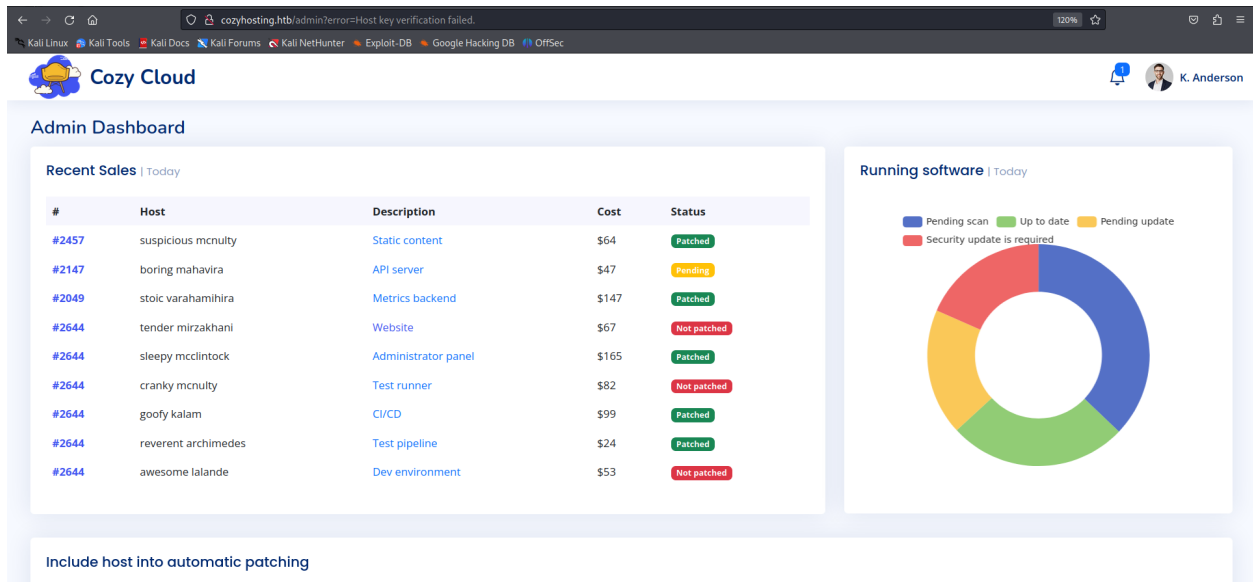 cozyhosting.htb/admin?error=Host key verification failed. 120%
Kali Linux Kali Tools Kali Docs Kali Forums Kali NetHunter Exploit-DB Google Hacking DB OffSec
Cozy Cloud 1 K. Anderson
Admin Dashboard
Recent Sales | Today
# Host Description Cost Status
#2457 suspicious mcnulty Static content $64 Patched
#2147 boring mahavira API server $47 Pending
#2049 stoic varahamihira Metrics backend $147 Patched
#2644 tender mirzakhani Website $67 Not patched
#2644 sleepy mcclintock Administrator panel $165 Patched
#2644 cranky mcnulty Test runner $82 Not patched
#2644 goofy kalam CI/CD $99 Patched
#2644 reverent archimedes Test pipeline $24 Patched
#2644 awesome lalande Dev environment $53 Not patched
Running software | Today
Pending scan Up to date Pending update
Security update is required
Include host into automatic patching